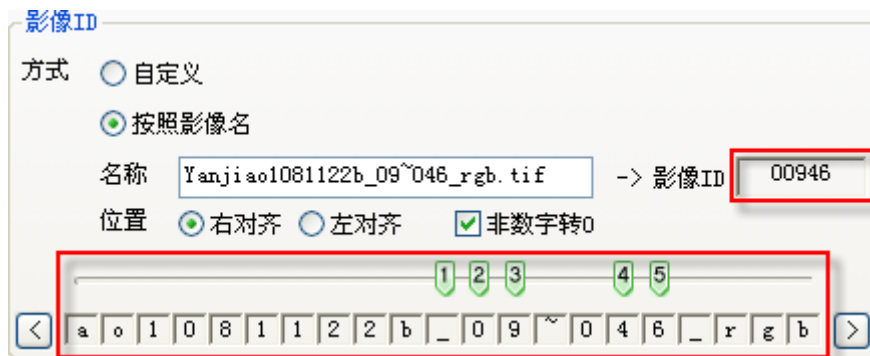 影像ID
方式 自定义
按照影像名
名称 Yanjiao1081122b_09~046_rgb.tif -> 影像ID 00946
位置 右对齐 左对齐 非数字转0
1 2 3 4 5
< a o 1 0 8 1 1 2 2 b _ 0 9 ~ 0 4 6 _ r g b >